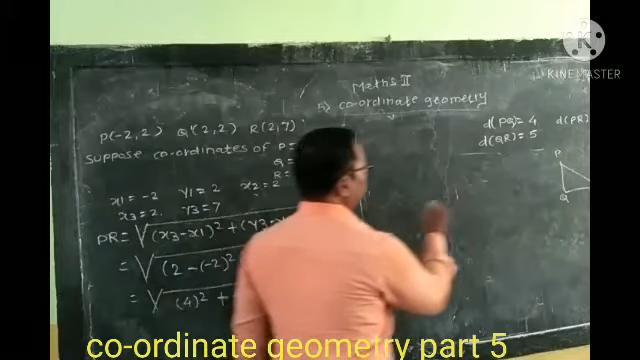 KINEMASTER
Maths II
5) co-ordinate geometry
P(-2,2) Q(2,2) R(2,7)
suppose co-ordinates of P =
Q =
R =
x1 = -2 y1 = 2 x2 = 2
x3 = 2. y3 = 7
PR = √(x3-x1)² + (y3-y
= √(2-(-2)²
= √(4)² +
d(PQ) = 4 d(PR)
d(QR) = 5
P
Q
co-ordinate geometry part 5